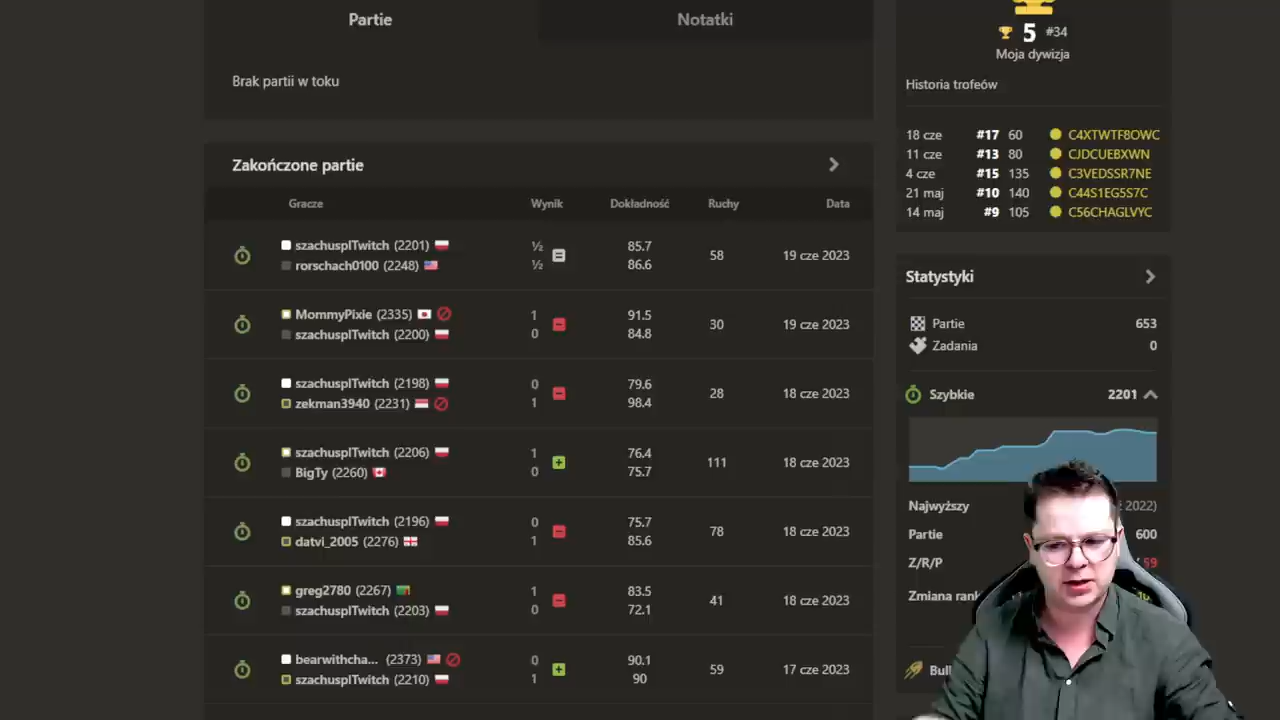 Partie
Notatki
Brak partii w toku
Zakończone partie
Gracze Wynik Dokładność Ruchy Data
szachusplTwitch (2201) ½ 85.7
rorschach0100 (2248) ½ 86.6
58 19 cze 2023
MommyPixie (2335) 1 91.5
szachusplTwitch (2200) 0 84.8
30 19 cze 2023
szachusplTwitch (2198) 0 79.6
zekman3940 (2231) 1 98.4
28 18 cze 2023
szachusplTwitch (2206) 1 76.4
BigTy (2260) 0 75.7
111 18 cze 2023
szachusplTwitch (2196) 0 75.7
datvi_2005 (2276) 1 85.6
78 18 cze 2023
greg2780 (2267) 1 83.5
szachusplTwitch (2203) 0 72.1
41 18 cze 2023
bearwithcha... (2373) 0 90.1
szachusplTwitch (2210) 1 90
59 17 cze 2023
5 #34
Moja dywizja
Historia trofeów
18 cze #17 60 C4XTWTF8OWC
11 cze #13 80 CJDCUEBXWN
4 cze #15 135 C3VEDSSR7NE
21 maj #10 140 C44S1EG5S7C
14 maj #9 105 C56CHAGLVYC
Statystyki
Partie 653
Zadania 0
Szybkie 2201
Najwyższy 2022)
Partie 600
Z/R/P / 59
Zmiana rank
Bull